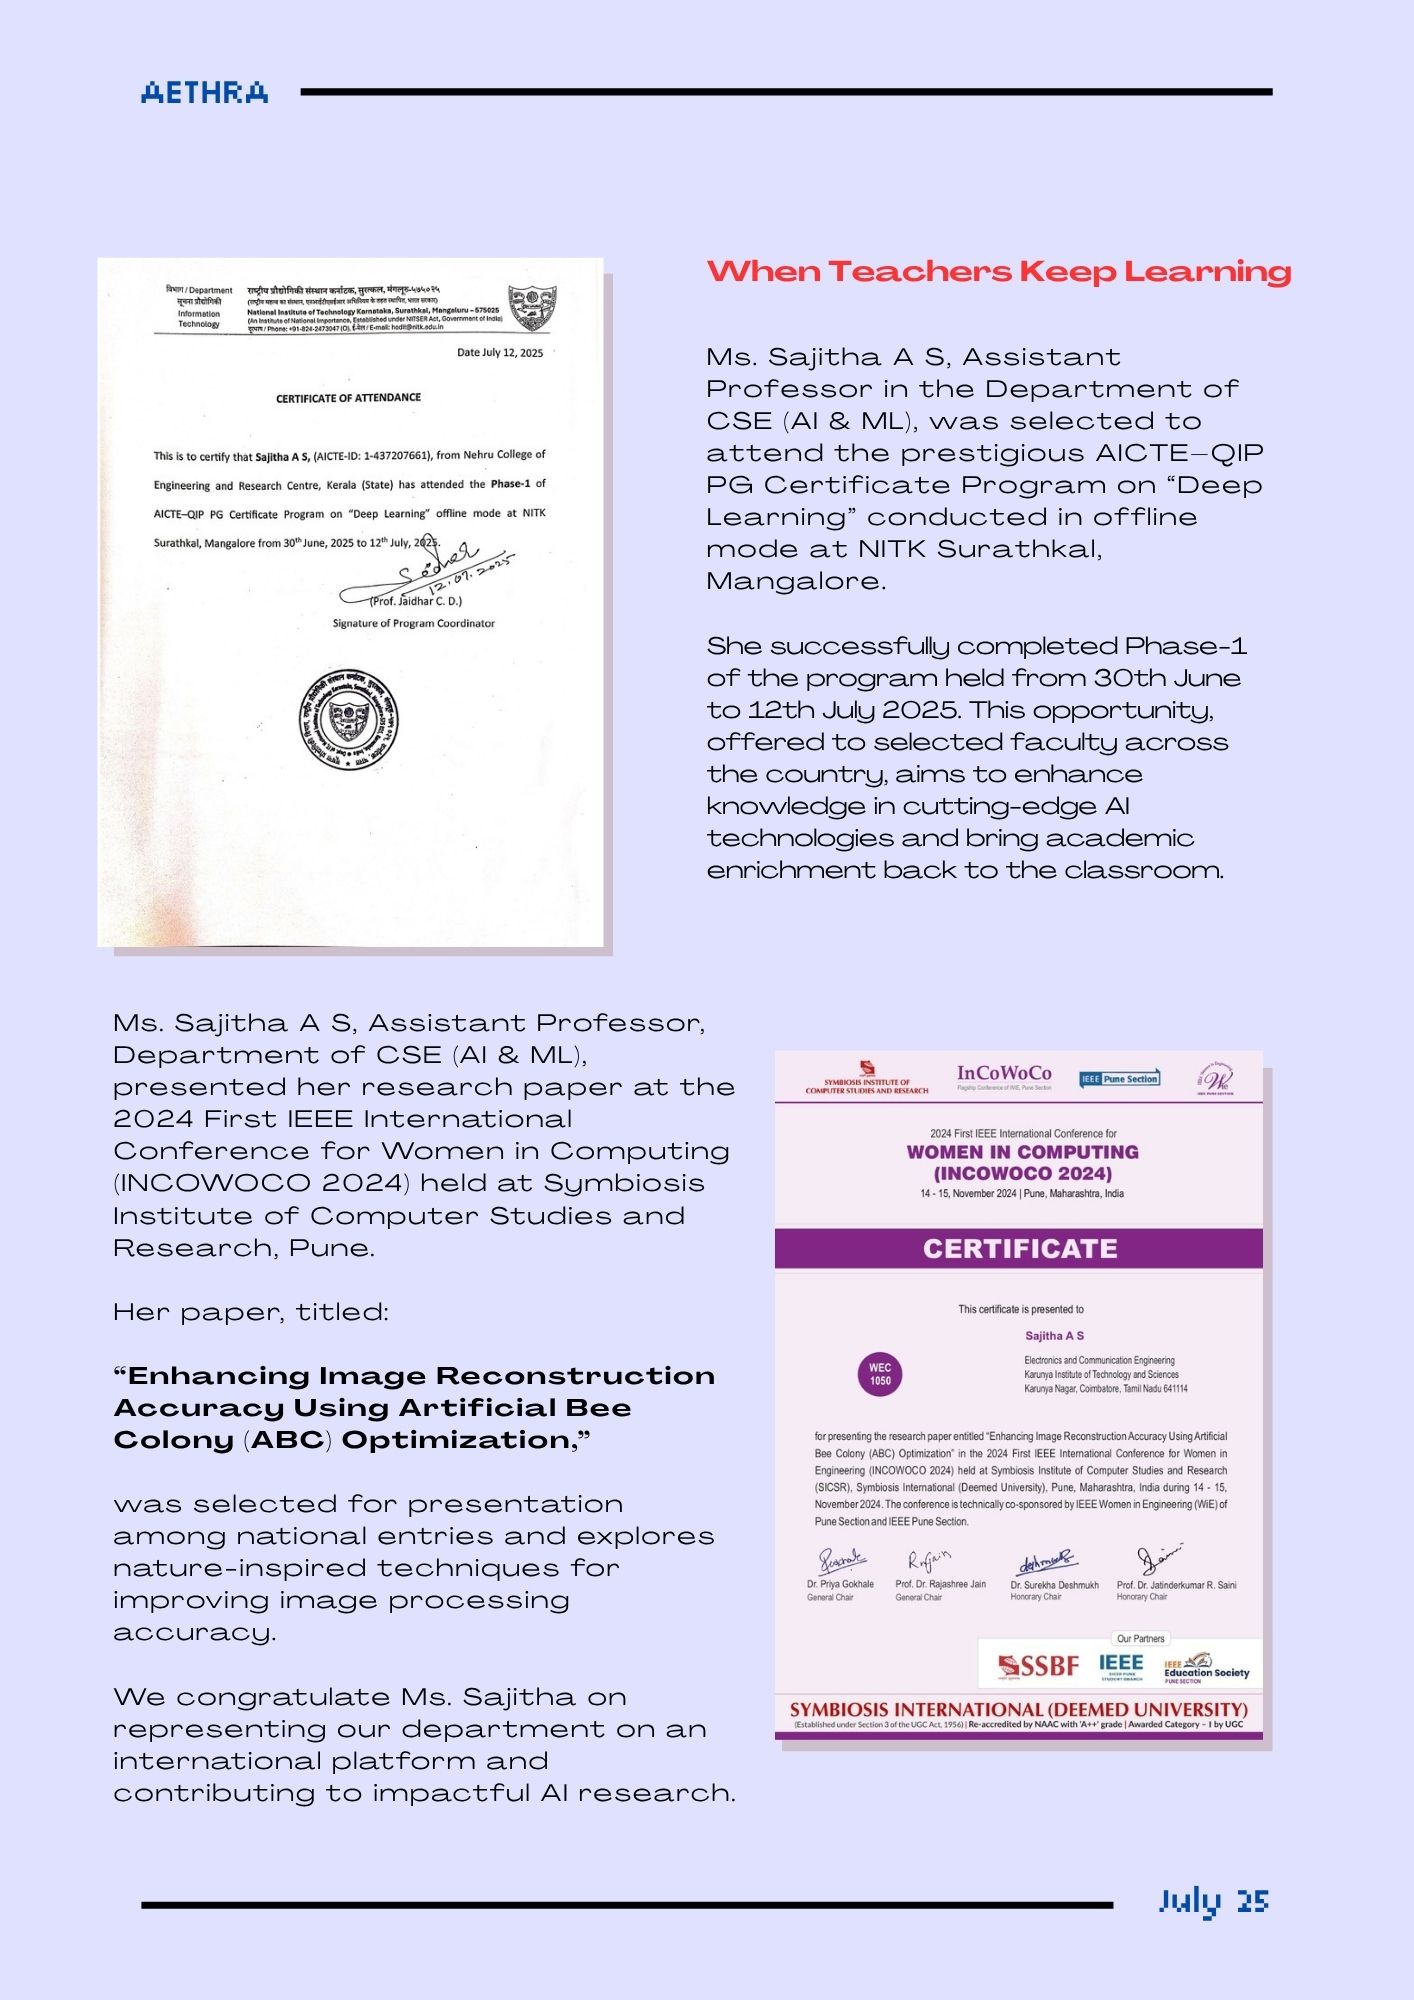 AETHRA
विभाग / Department
सूचना प्रौद्योगिकी
Information
Technology
राष्ट्रीय प्रौद्योगिकी संस्थान कर्नाटक, सुरत्कल, मंगलूरु-५७५०२५
(राष्ट्रीय महत्व का संस्थान, एनआईटीएसईआर अधिनियम के तहत स्थापित, भारत सरकार)
National Institute of Technology Karnataka, Surathkal, Mangaluru – 575025
(An Institute of National Importance, Established under NITSER Act, Government of India)
दूरभाष / Phone: +91-824-2473047 (O), ई-मेल / E-mail: hodit@nitk.edu.in
Date July 12, 2025
CERTIFICATE OF ATTENDANCE
This is to certify that Sajitha A S, (AICTE-ID: 1-437207661), from Nehru College of
Engineering and Research Centre, Kerala (State) has attended the Phase-1 of
AICTE–QIP PG Certificate Program on “Deep Learning” offline mode at NITK
Surathkal, Mangalore from 30th June, 2025 to 12th July, 2025.
12.07.2025
(Prof. Jaidhar C. D.)
Signature of Program Coordinator
When Teachers Keep Learning
Ms. Sajitha A S, Assistant
Professor in the Department of
CSE (AI & ML), was selected to
attend the prestigious AICTE–QIP
PG Certificate Program on “Deep
Learning” conducted in offline
mode at NITK Surathkal,
Mangalore.
She successfully completed Phase-1
of the program held from 30th June
to 12th July 2025. This opportunity,
offered to selected faculty across
the country, aims to enhance
knowledge in cutting-edge AI
technologies and bring academic
enrichment back to the classroom.
Ms. Sajitha A S, Assistant Professor,
Department of CSE (AI & ML),
presented her research paper at the
2024 First IEEE International
Conference for Women in Computing
(INCOWOCO 2024) held at Symbiosis
Institute of Computer Studies and
Research, Pune.
Her paper, titled:
“Enhancing Image Reconstruction
Accuracy Using Artificial Bee
Colony (ABC) Optimization,”
was selected for presentation
among national entries and explores
nature-inspired techniques for
improving image processing
accuracy.
We congratulate Ms. Sajitha on
representing our department on an
international platform and
contributing to impactful AI research.
SYMBIOSIS INSTITUTE OF
COMPUTER STUDIES AND RESEARCH
InCoWoCo
Flagship Conference of WIE, Pune Section
IEEE Pune Section
2024 First IEEE International Conference for
WOMEN IN COMPUTING
(INCOWOCO 2024)
14 - 15, November 2024 | Pune, Maharashtra, India
CERTIFICATE
This certificate is presented to
Sajitha A S
WEC
1050
Electronics and Communication Engineering
Karunya Institute of Technology and Sciences
Karunya Nagar, Coimbatore, Tamil Nadu 641114
for presenting the research paper entitled “Enhancing Image Reconstruction Accuracy Using Artificial
Bee Colony (ABC) Optimization” in the 2024 First IEEE International Conference for Women in
Engineering (INCOWOCO 2024) held at Symbiosis Institute of Computer Studies and Research
(SICSR), Symbiosis International (Deemed University), Pune, Maharashtra, India during 14 - 15,
November 2024. The conference is technically co-sponsored by IEEE Women in Engineering (WiE) of
Pune Section and IEEE Pune Section.
Dr. Priya Gokhale
General Chair
Prof. Dr. Rajashree Jain
General Chair
Dr. Surekha Deshmukh
Honorary Chair
Prof. Dr. Jatinderkumar R. Saini
Honorary Chair
Our Partners
SSBF
IEEE
SICSR PUNE
STUDENT BRANCH
IEEE
Education Society
PUNE SECTION
SYMBIOSIS INTERNATIONAL (DEEMED UNIVERSITY)
(Established under Section 3 of the UGC Act, 1956) | Re-accredited by NAAC with 'A++' grade | Awarded Category – I by UGC
July 25